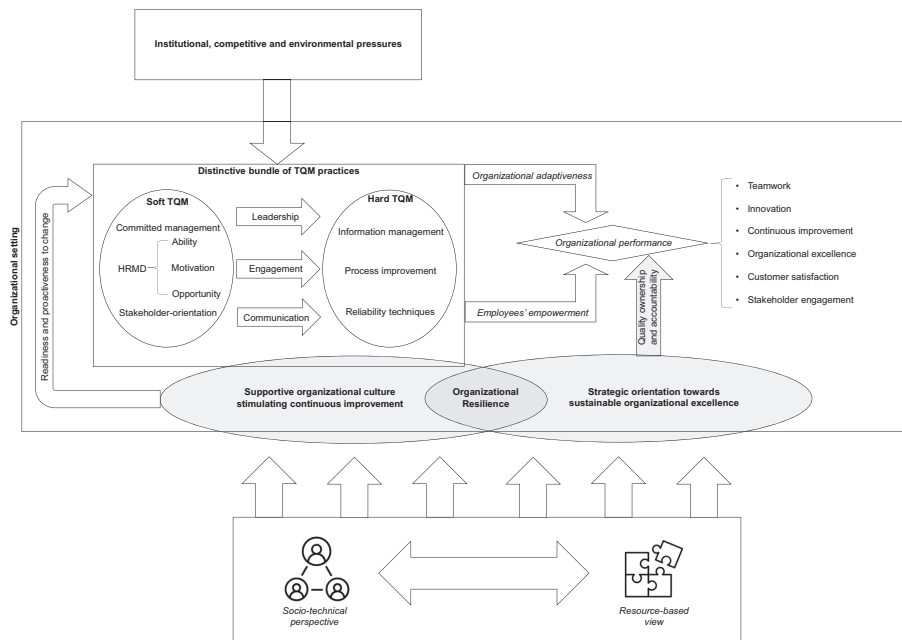 Institutional, competitive and environmental pressures
Organizational setting
Readiness and proactiveness to change
Distinctive bundle of TQM practices
Soft TQM
Committed management
Ability
HRMD
Motivation
Opportunity
Stakeholder-orientation
Leadership
Engagement
Communication
Hard TQM
Information management
Process improvement
Reliability techniques
Organizational adaptiveness
Organizational performance
Employees' empowerment
Quality ownership
and accountability
• Teamwork
• Innovation
• Continuous improvement
• Organizational excellence
• Customer satisfaction
• Stakeholder engagement
Supportive organizational culture
stimulating continuous improvement
Organizational
Resilience
Strategic orientation towards
sustainable organizational excellence
Socio-technical
perspective
Resource-based
view